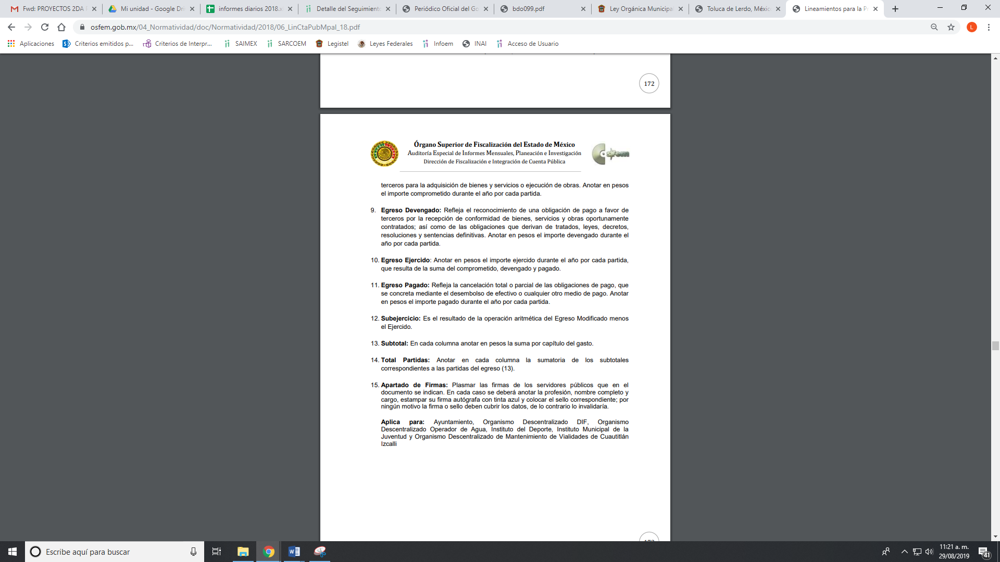 Fwd: PROYECTOS 2DA
Mi unidad - Google Dri
informes diarios 2018.x
Detalle del Seguimiento
Periódico Oficial del Go
bdo099.pdf
Ley Orgánica Municipal
Toluca de Lerdo, México
Lineamientos para la P
osfem.gob.mx/04_Normatividad/doc/Normatividad/2018/06_LinCtaPubMpal_18.pdf
L
Aplicaciones
Criterios emitidos p...
Criterios de Interpr...
SAIMEX
SARCOEM
Legistel
Leyes Federales
Infoem
INAI
Acceso de Usuario
172
Órgano Superior de Fiscalización del Estado de México
Auditoría Especial de Informes Mensuales, Planeación e Investigación
Dirección de Fiscalización e Integración de Cuenta Pública
osfem
terceros para la adquisición de bienes y servicios o ejecución de obras. Anotar en pesos
el importe comprometido durante el año por cada partida.
9. Egreso Devengado: Refleja el reconocimiento de una obligación de pago a favor de
terceros por la recepción de conformidad de bienes, servicios y obras oportunamente
contratados; así como de las obligaciones que derivan de tratados, leyes, decretos,
resoluciones y sentencias definitivas. Anotar en pesos el importe devengado durante el
año por cada partida.
10. Egreso Ejercido: Anotar en pesos el importe ejercido durante el año por cada partida,
que resulta de la suma del comprometido, devengado y pagado.
11. Egreso Pagado: Refleja la cancelación total o parcial de las obligaciones de pago, que
se concreta mediante el desembolso de efectivo o cualquier otro medio de pago. Anotar
en pesos el importe pagado durante el año por cada partida.
12. Subejercicio: Es el resultado de la operación aritmética del Egreso Modificado menos
el Ejercido.
13. Subtotal: En cada columna anotar en pesos la suma por capítulo del gasto.
14. Total Partidas: Anotar en cada columna la sumatoria de los subtotales
correspondientes a las partidas del egreso (13).
15. Apartado de Firmas: Plasmar las firmas de los servidores públicos que en el
documento se indican. En cada caso se deberá anotar la profesión, nombre completo y
cargo, estampar su firma autógrafa con tinta azul y colocar el sello correspondiente; por
ningún motivo la firma o sello deben cubrir los datos, de lo contrario lo invalidaría.
Aplica para: Ayuntamiento, Organismo Descentralizado DIF, Organismo
Descentralizado Operador de Agua, Instituto del Deporte, Instituto Municipal de la
Juventud y Organismo Descentralizado de Mantenimiento de Vialidades de Cuautitlán
Izcalli
Escribe aquí para buscar
11:21 a. m.
29/08/2019
41